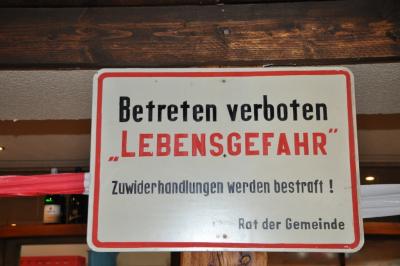 Betreten verboten
„LEBENSGEFAHR"
Zuwiderhandlungen werden bestraft !
Rat der Gemeinde